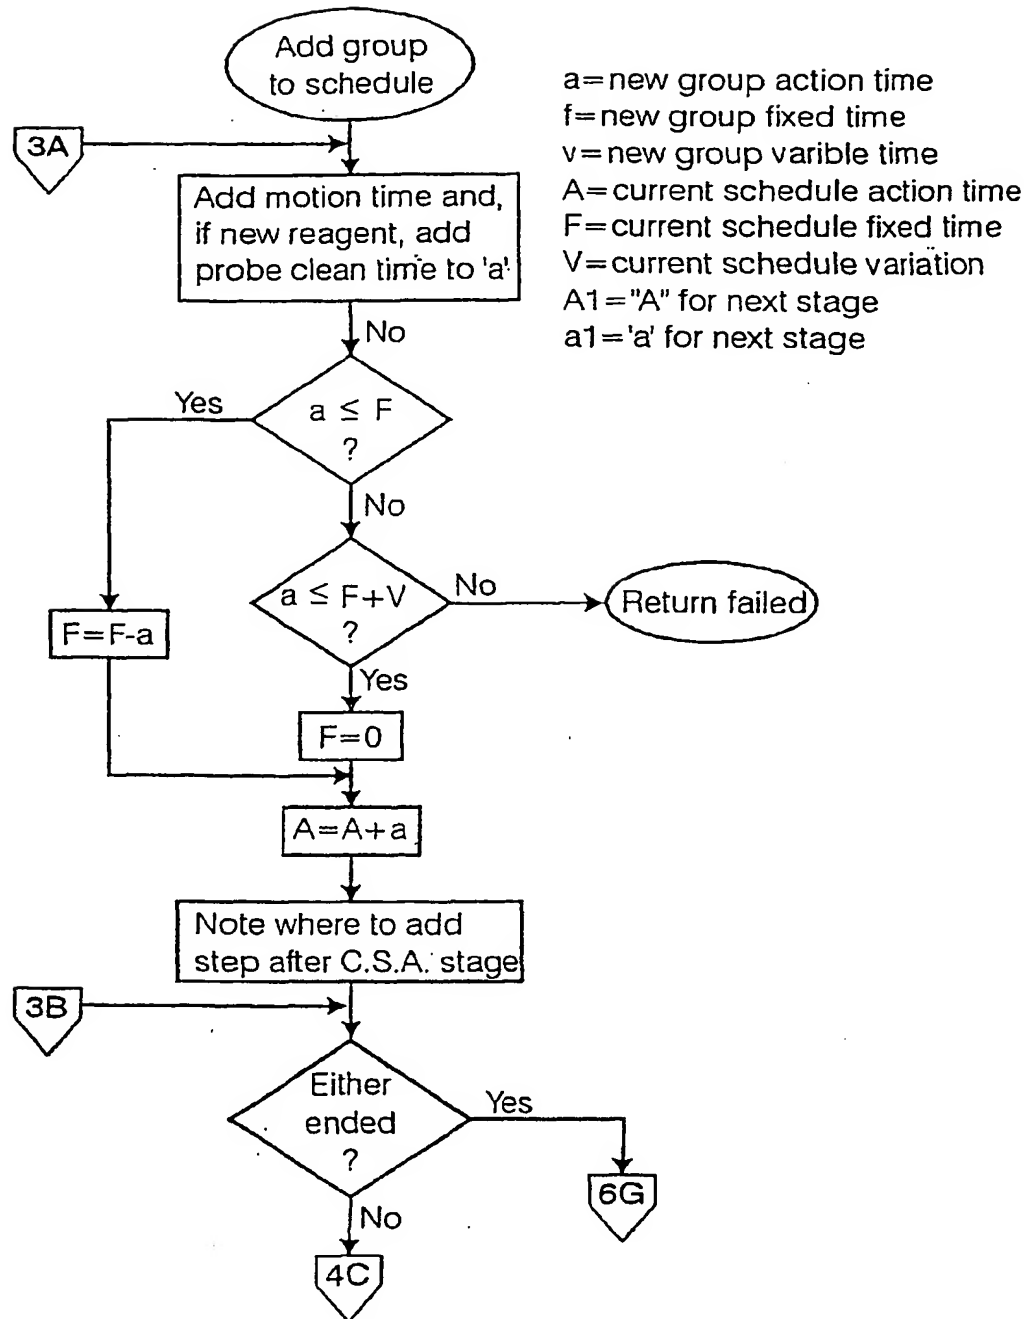 Add group
to schedule
a=new group action time
f=new group fixed time
v=new group varible time
A=current schedule action time
F=current schedule fixed time
V=current schedule variation
A1="A" for next stage
a1='a' for next stage
3A
Add motion time and,
if new reagent, add
probe clean time to 'a'
No
a ≤ F
?
Yes
No
a ≤ F+V
?
No
Return failed
F=F-a
Yes
F=0
A=A+a
Note where to add
step after C.S.A. stage
3B
Either
ended
?
Yes
6G
No
4C